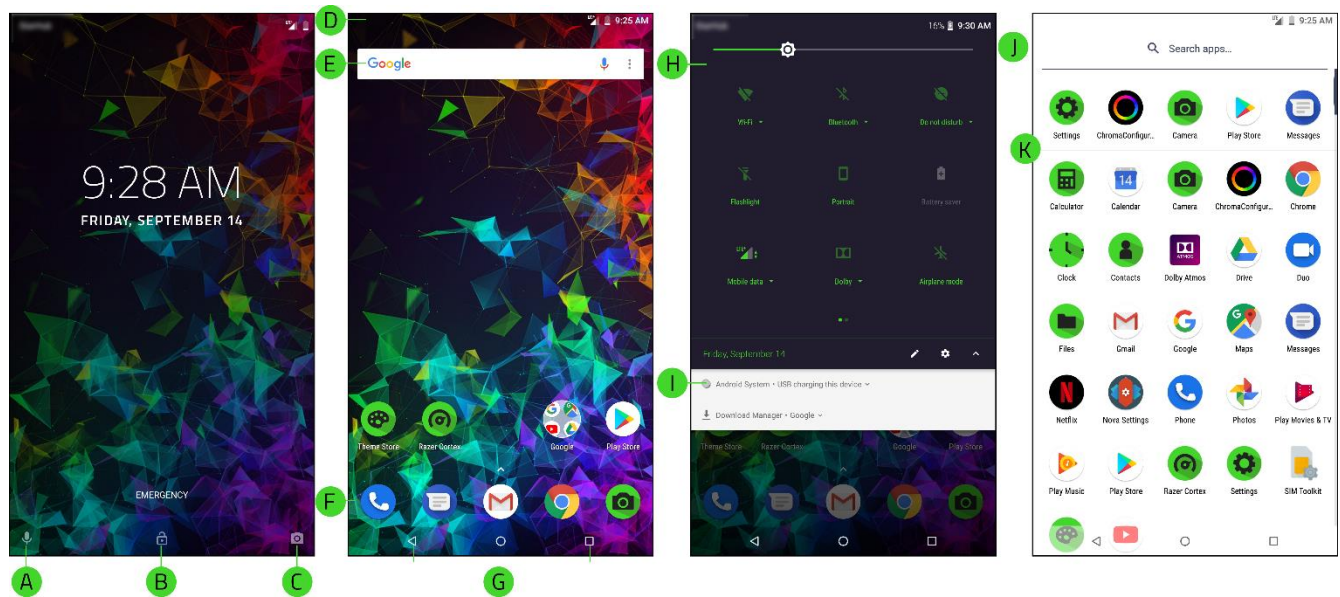 9:28 AM
FRIDAY, SEPTEMBER 14
EMERGENCY
A
B
C
D
9:25 AM
E
Google
Theme Store Razer Cortex Google Play Store
F
G
16% 9:30 AM
H
Wi-Fi Bluetooth Do not disturb
Flashlight Portrait Battery saver
LTE+
Mobile data Dolby Airplane mode
Friday, September 14
I
Android System • USB charging this device
Download Manager • Google
Theme Store Razer Cortex Google Play Store
9:25 AM
J
Search apps...
K
Settings ChromaConfigur.. Camera Play Store Messages
14
Calculator Calendar Camera ChromaConfigur.. Chrome
ATMOS
Clock Contacts Dolby Atmos Drive Duo
Files Gmail Google Maps Messages
Netflix Nova Settings Phone Photos Play Movies & TV
Play Music Play Store Razer Cortex Settings SIM Toolkit